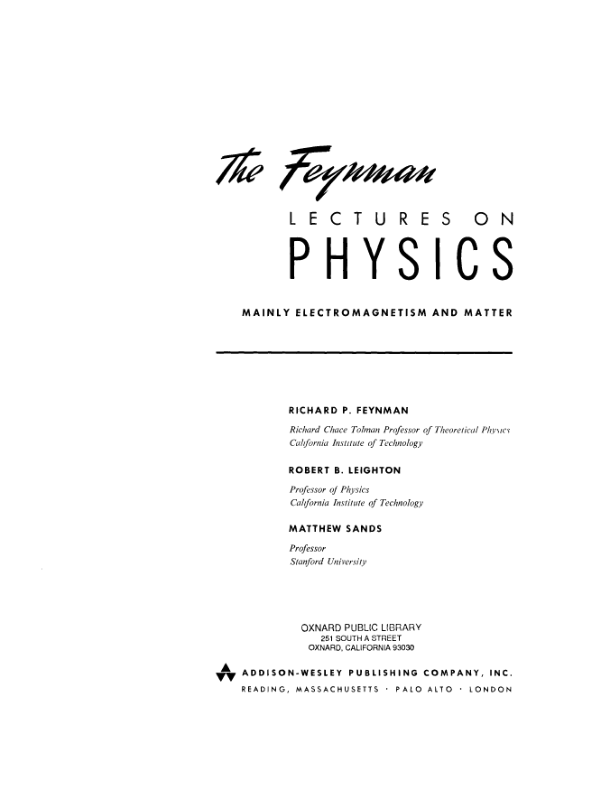 The Feynman
LECTURES ON
PHYSICS
MAINLY ELECTROMAGNETISM AND MATTER
RICHARD P. FEYNMAN
Richard Chace Tolman Professor of Theoretical Physics
California Institute of Technology
ROBERT B. LEIGHTON
Professor of Physics
California Institute of Technology
MATTHEW SANDS
Professor
Stanford University
OXNARD PUBLIC LIBRARY
251 SOUTH A STREET
OXNARD, CALIFORNIA 93030
ADDISON-WESLEY PUBLISHING COMPANY, INC.
READING, MASSACHUSETTS · PALO ALTO · LONDON